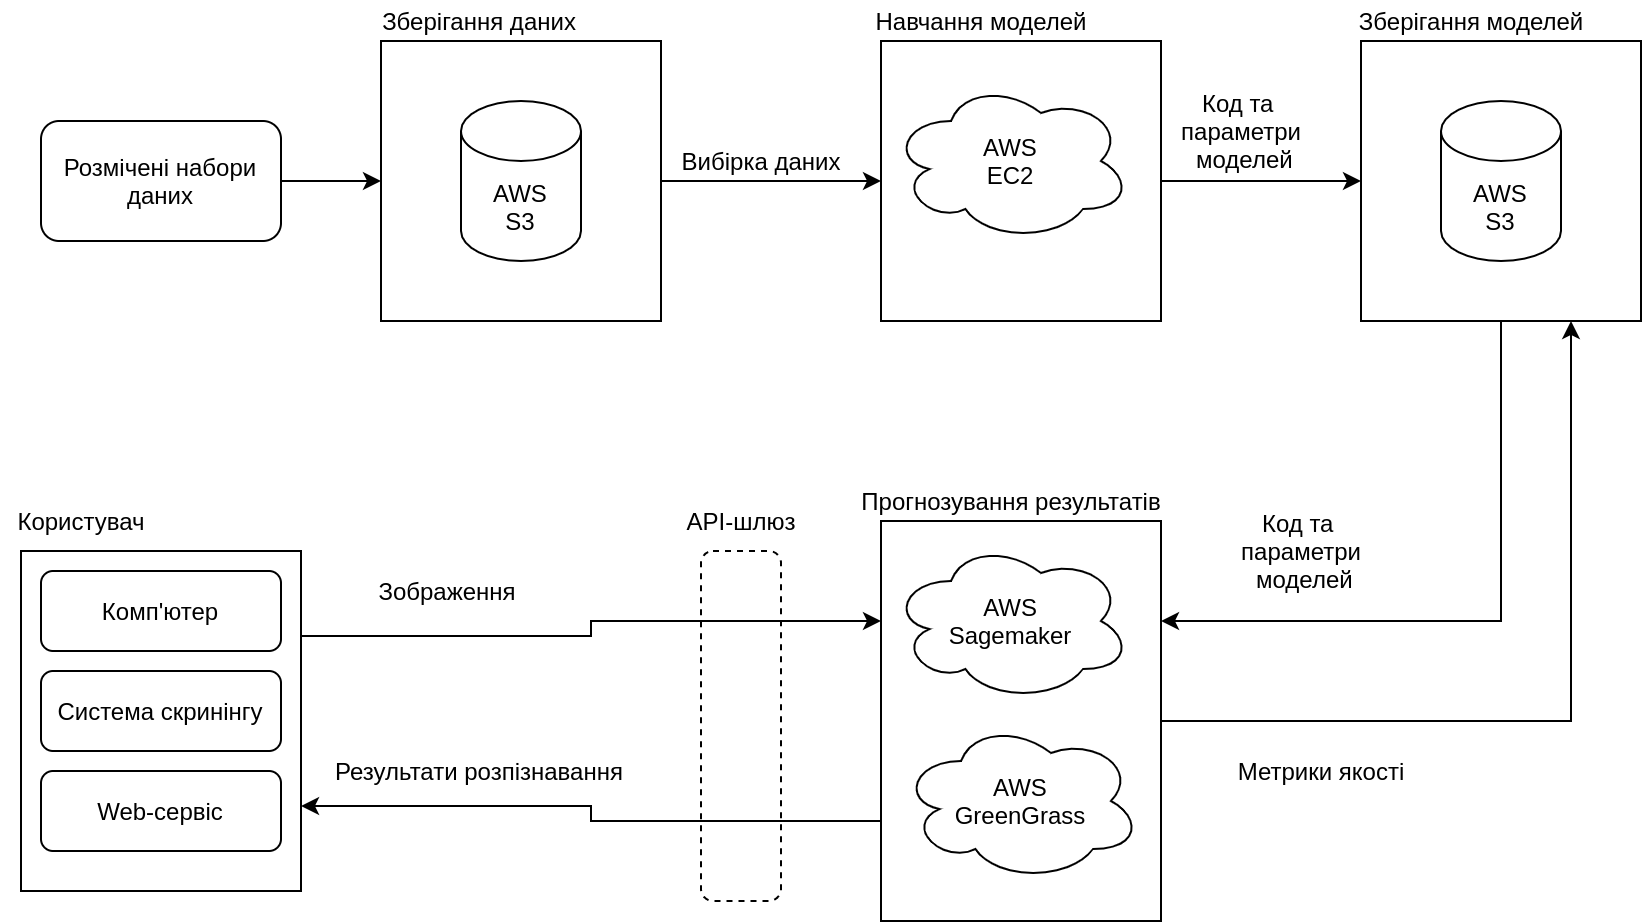 Зберігання даних
Навчання моделей
Зберігання моделей
Розмічені набори
даних
AWS
S3
Вибірка даних
AWS
EC2
Код та
параметри
моделей
AWS
S3
Користувач
Комп'ютер
Система скринінгу
Web-сервіс
Зображення
Результати розпізнавання
API-шлюз
Прогнозування результатів
AWS
Sagemaker
AWS
GreenGrass
Код та
параметри
моделей
Метрики якості